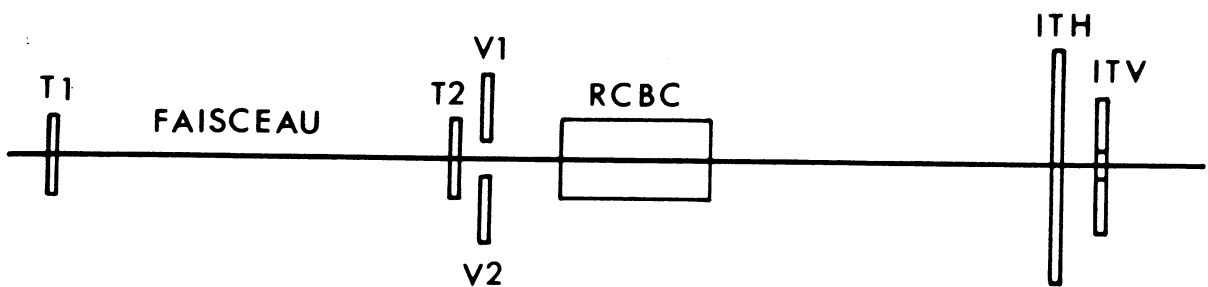 T1
FAISCEAU
T2
V1
V2
RCBC
ITH
ITV